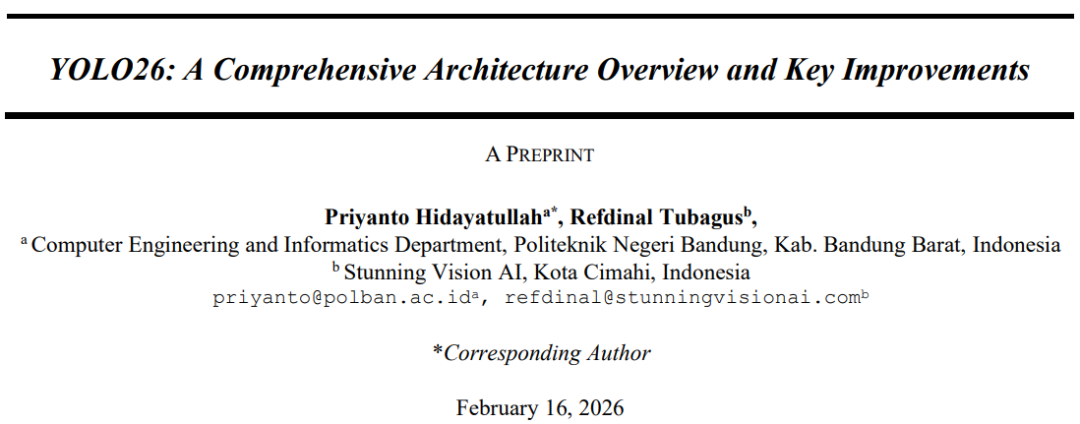 YOLO26: A Comprehensive Architecture Overview and Key Improvements
A PREPRINT
Priyanto Hidayatullahᵃ*, Refdinal Tubagusᵇ,
ᵃ Computer Engineering and Informatics Department, Politeknik Negeri Bandung, Kab. Bandung Barat, Indonesia
ᵇ Stunning Vision AI, Kota Cimahi, Indonesia
priyanto@polban.ac.idᵃ, refdinal@stunningvisionai.comᵇ
*Corresponding Author
February 16, 2026